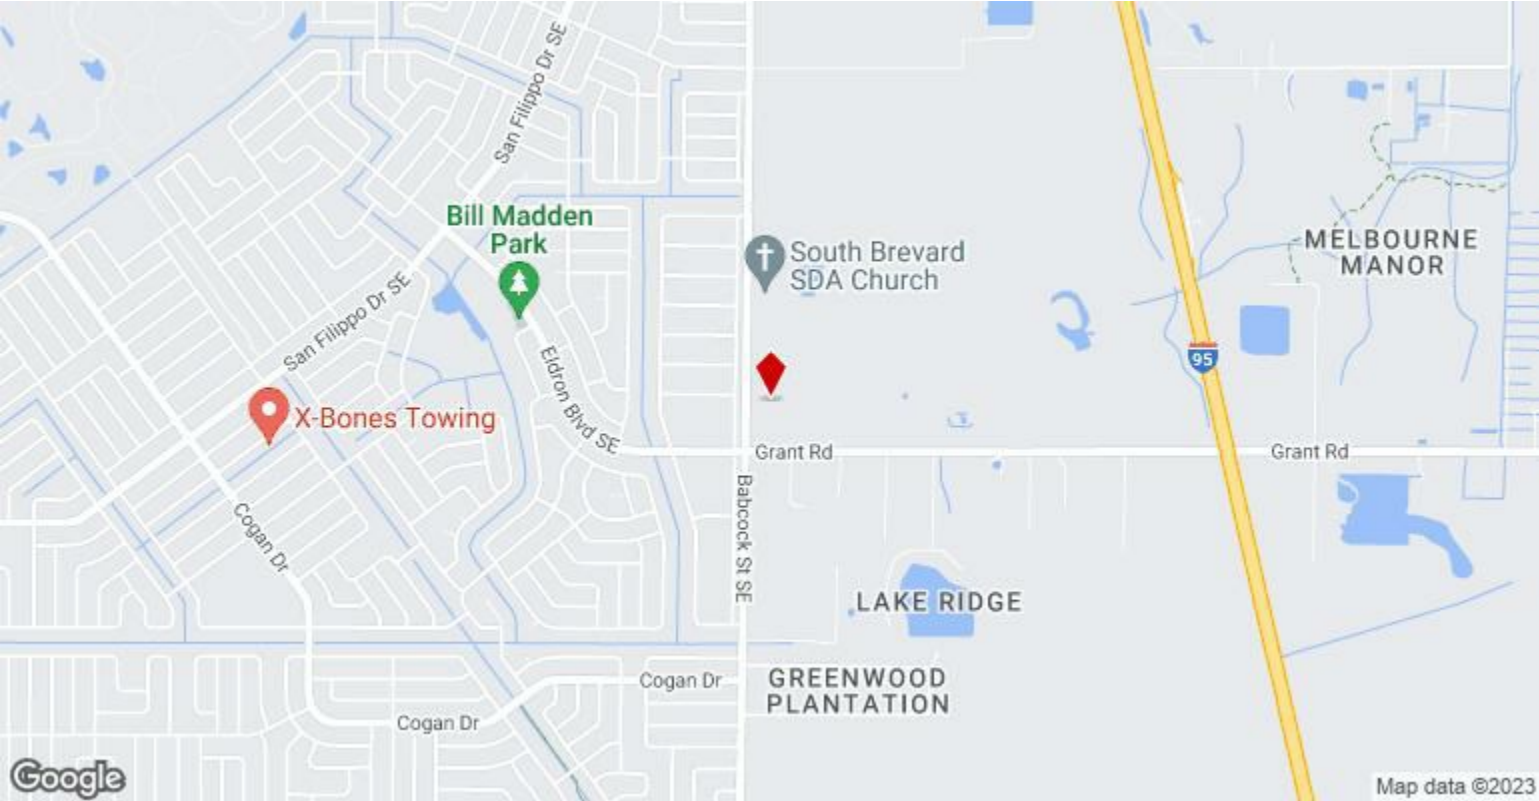 San Filippo Dr SE
Bill Madden
Park
South Brevard
SDA Church
MELBOURNE
MANOR
San Filippo Dr SE
Eldron Blvd SE
95
X-Bones Towing
Grant Rd
Grant Rd
Cogan Dr
Babcock St SE
LAKE RIDGE
Cogan Dr
GREENWOOD
PLANTATION
Cogan Dr
Google
Map data ©2023